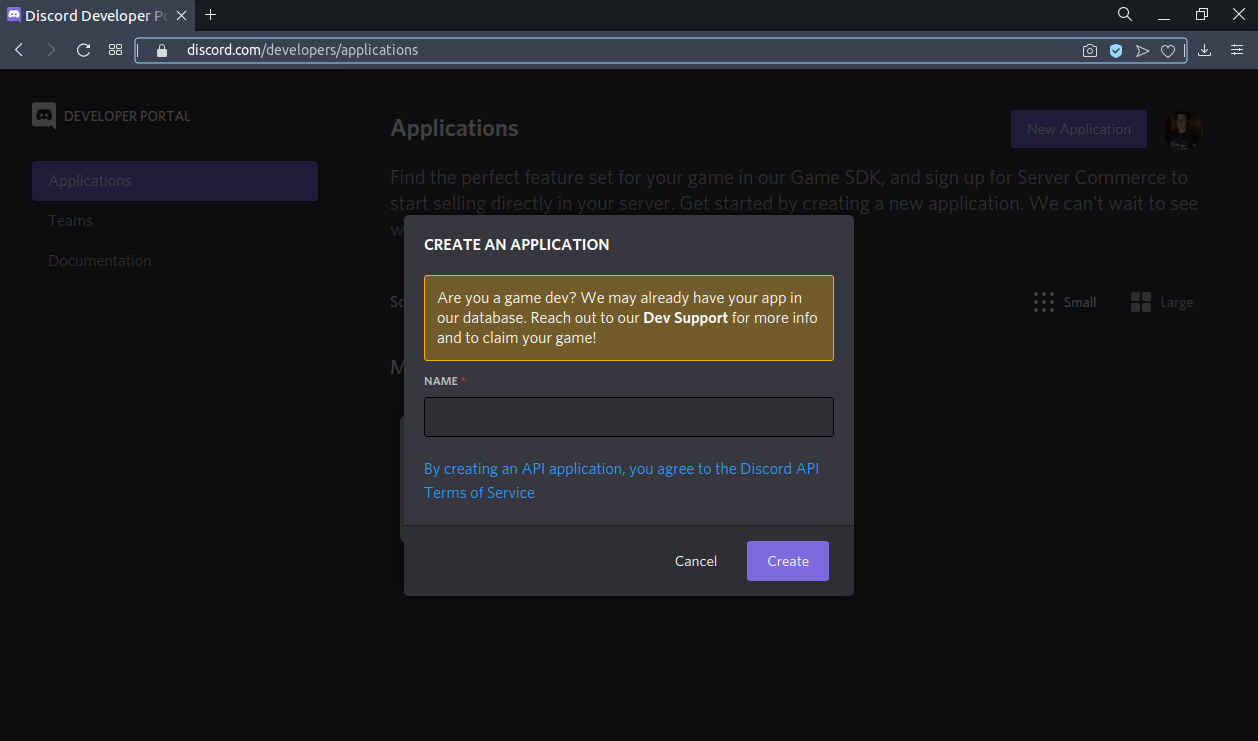 Discord Developer Po
discord.com/developers/applications
DEVELOPER PORTAL
Applications
Teams
Documentation
Applications
New Application
Find the perfect feature set for your game in our Game SDK, and sign up for Server Commerce to
start selling directly in your server. Get started by creating a new application. We can't wait to see
Small
Large
CREATE AN APPLICATION
Are you a game dev? We may already have your app in
our database. Reach out to our Dev Support for more info
and to claim your game!
NAME *
By creating an API application, you agree to the Discord API
Terms of Service
Cancel
Create